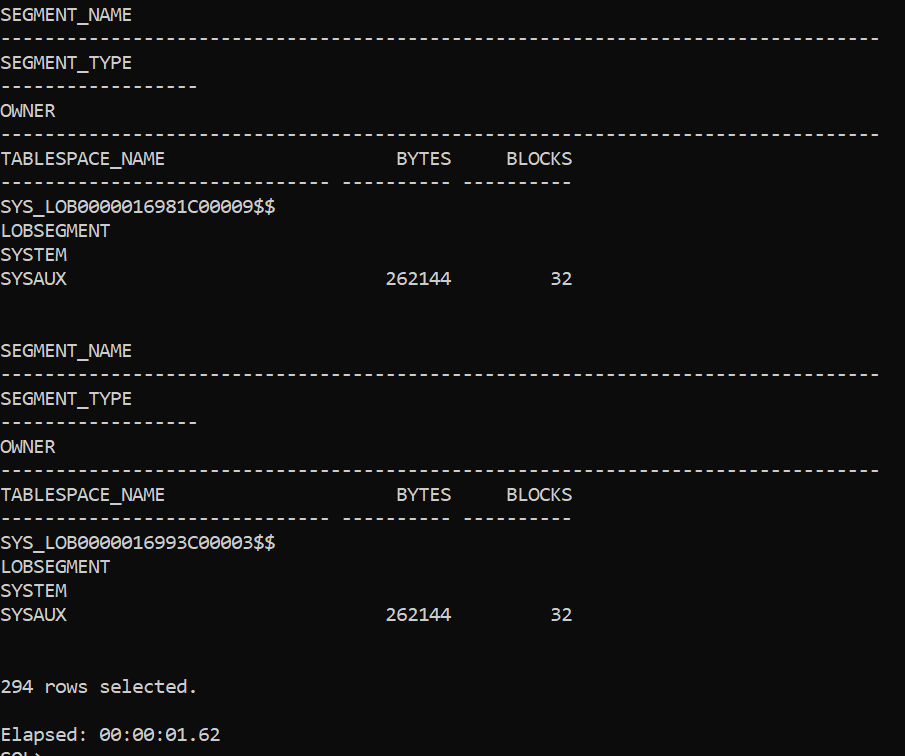 SEGMENT_NAME
--------------------------------------------------------------------------------
SEGMENT_TYPE
------------------
OWNER
--------------------------------------------------------------------------------
TABLESPACE_NAME                     BYTES     BLOCKS
------------------------------ ---------- ----------
SYS_LOB0000016981C00009$$
LOBSEGMENT
SYSTEM
SYSAUX                             262144         32
SEGMENT_NAME
--------------------------------------------------------------------------------
SEGMENT_TYPE
------------------
OWNER
--------------------------------------------------------------------------------
TABLESPACE_NAME                     BYTES     BLOCKS
------------------------------ ---------- ----------
SYS_LOB0000016993C00003$$
LOBSEGMENT
SYSTEM
SYSAUX                             262144         32
294 rows selected.
Elapsed: 00:00:01.62
SQL>